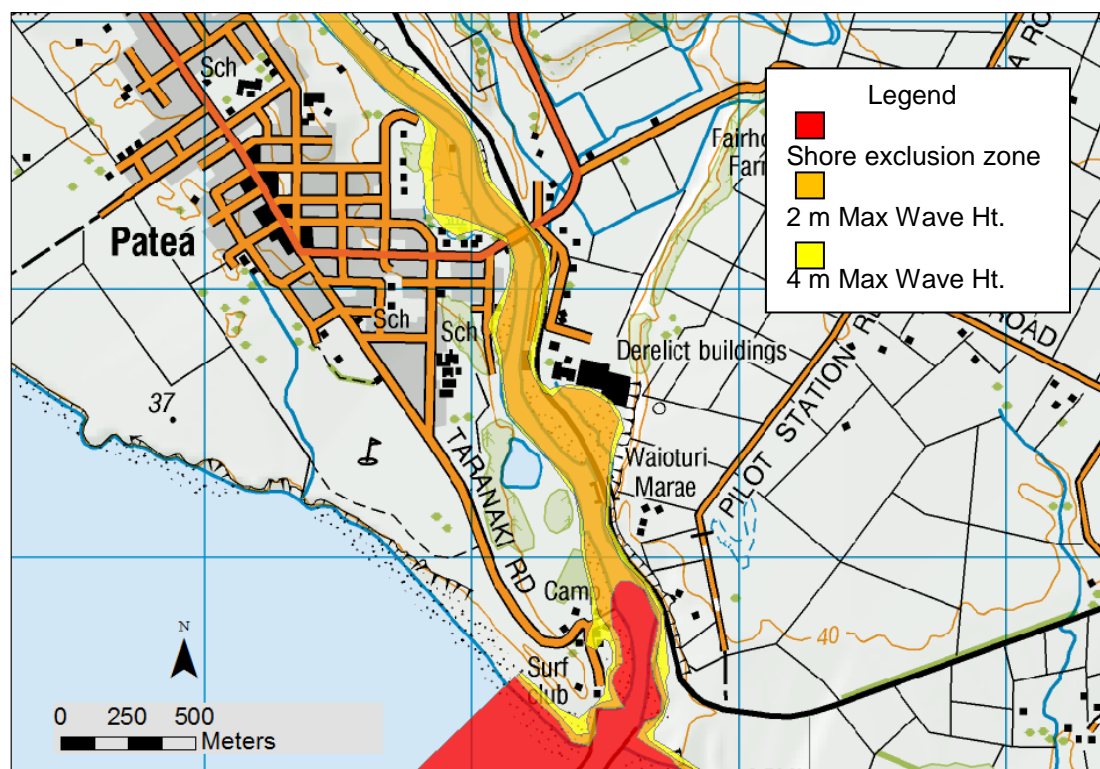 Sch
Pateá
Sch
Sch
37
TARANAKI RD
Camp
Surf
club
Derelict buildings
Waioturi
Marae
PILOT STATION
ROAD
40
Legend
Shore exclusion zone
2 m Max Wave Ht.
4 m Max Wave Ht.
N
0 250 500
Meters